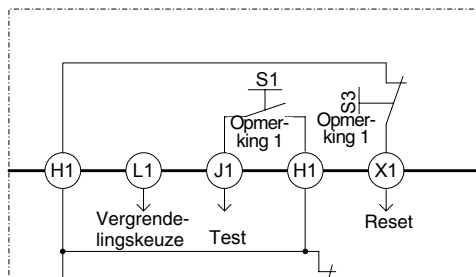 S1
S3
Opmer-
king 1
Opmer-
king 1
H1
L1
J1
H1
X1
Vergrende-
lingskeuze
Test
Reset